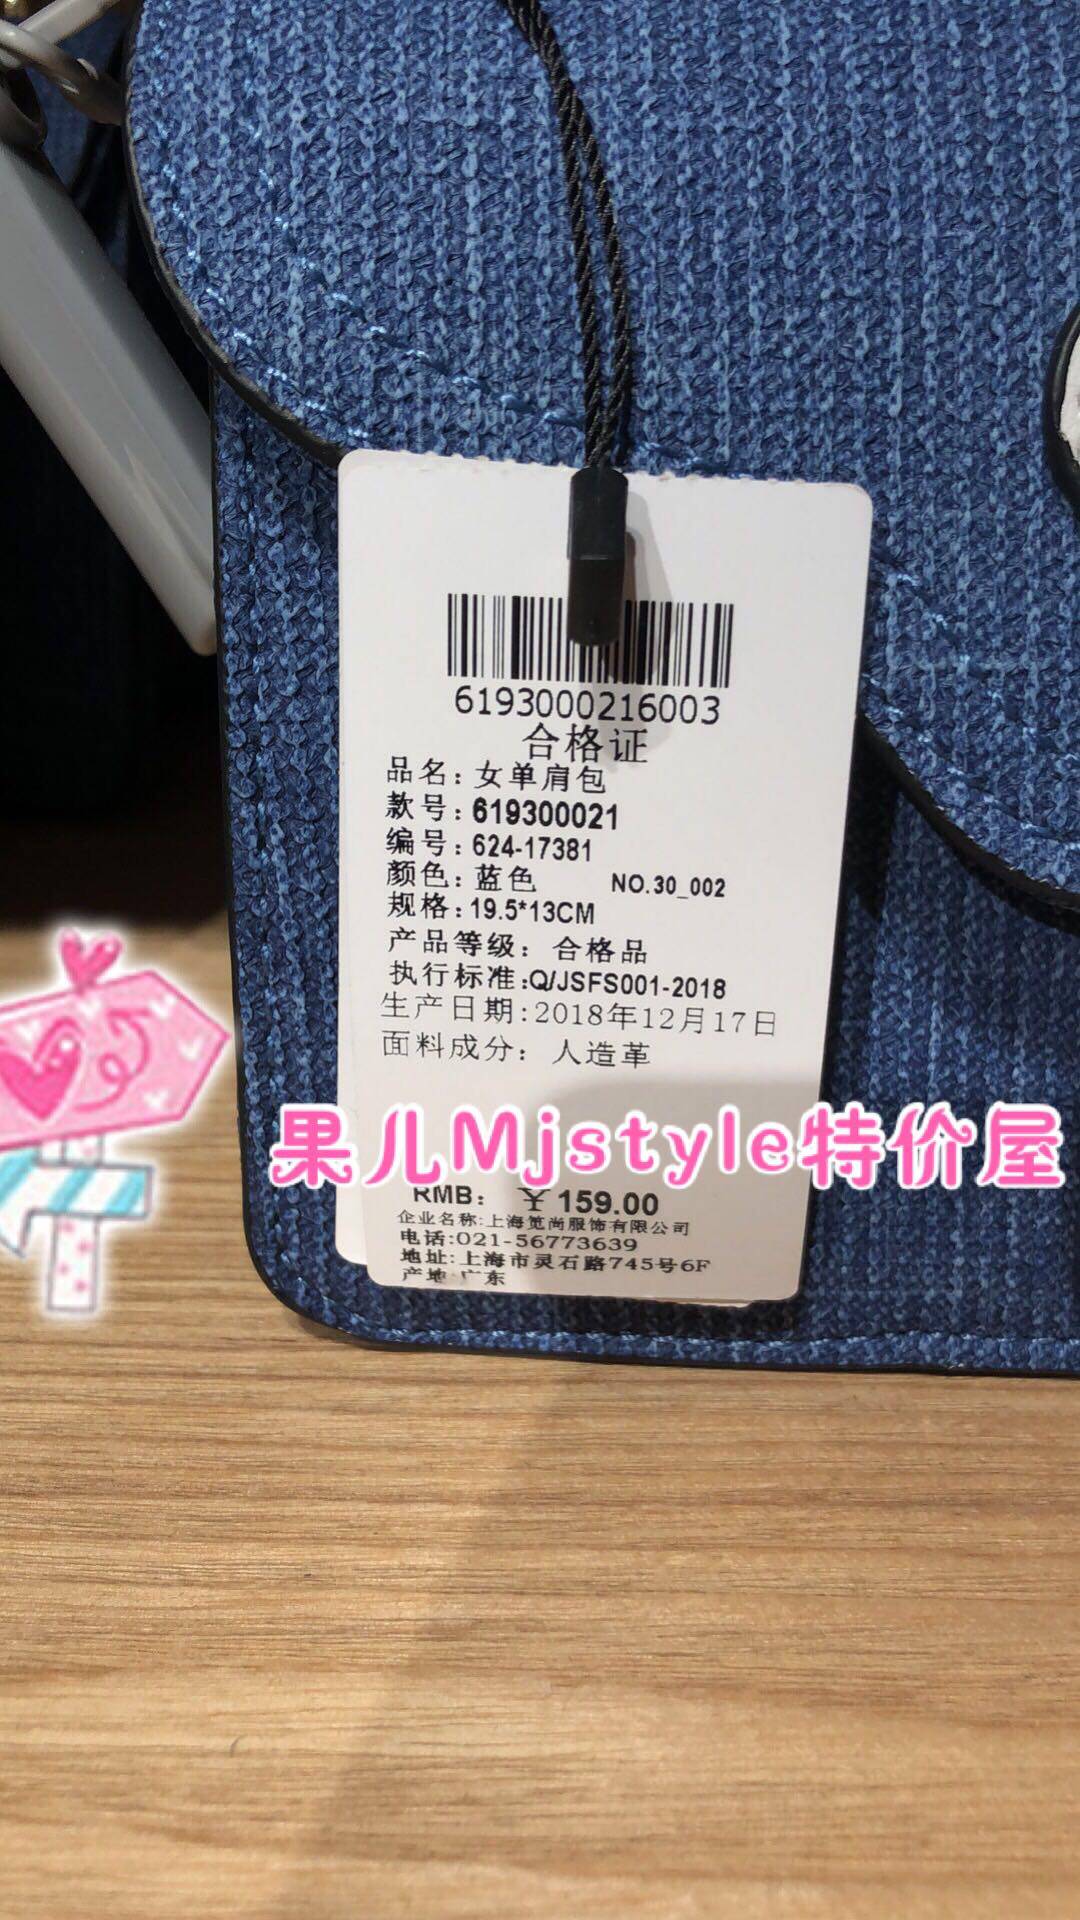 6193000216003
合格证
品名:女单肩包
款号:619300021
编号:624-17381
颜色:蓝色 NO.30_002
规格:19.5*13CM
产品等级:合格品
执行标准:Q/JSFS001-2018
生产日期:2018年12月17日
面料成分:人造革
果儿Mjstyle特价屋
RMB:¥159.00
企业名称:上海笕尚服饰有限公司
电话:021-56773639
地址:上海市灵石路745号6F
产地:广东